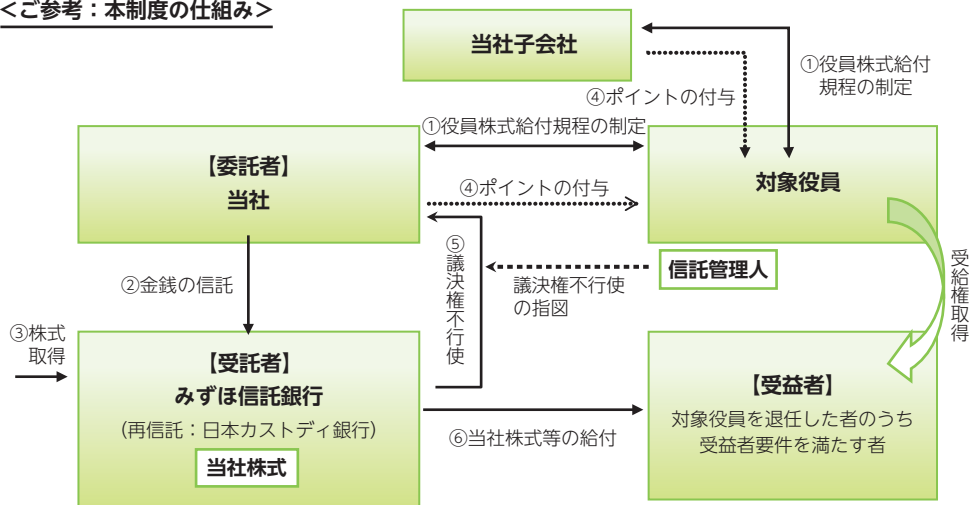 <ご参考：本制度の仕組み>
当社子会社
①役員株式給付
規程の制定
④ポイントの付与
①役員株式給付規程の制定
【委託者】
当社
対象役員
④ポイントの付与
⑤議決権不行使
信託管理人
議決権不行使
の指図
受給権取得
②金銭の信託
③株式
取得
【受託者】
みずほ信託銀行
（再信託：日本カストディ銀行）
当社株式
⑥当社株式等の給付
【受益者】
対象役員を退任した者のうち
受益者要件を満たす者